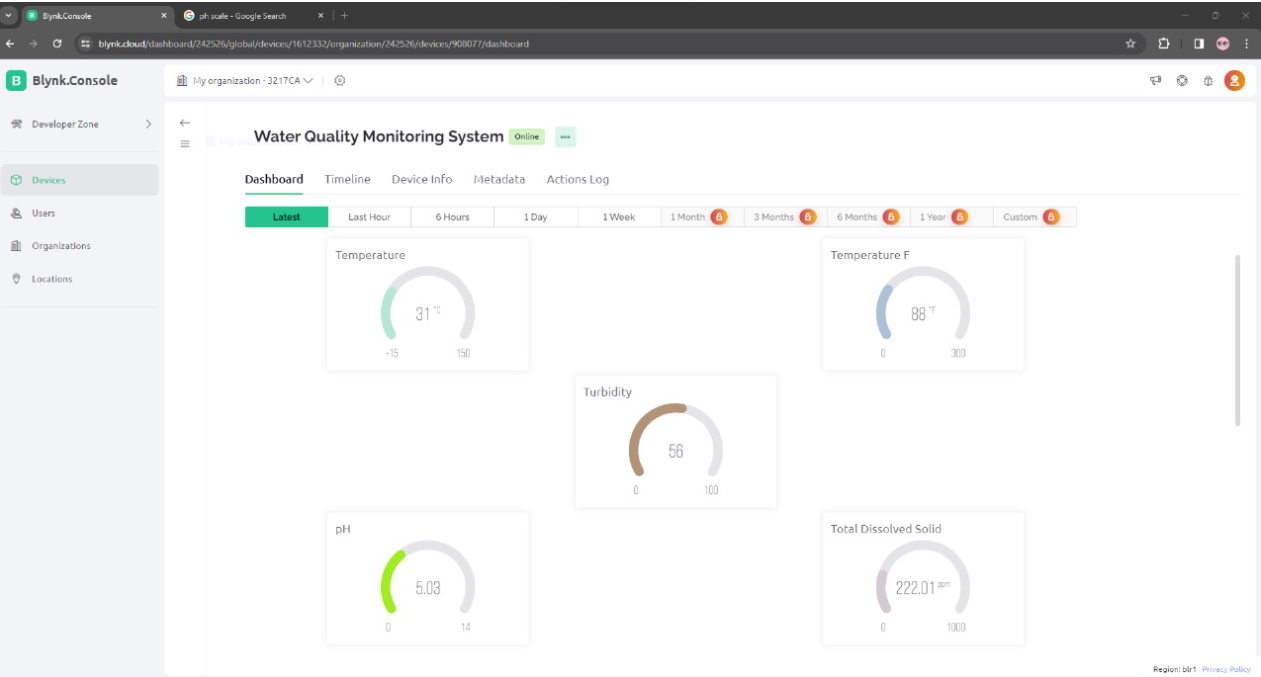 Blynk.Console
ph scale - Google Search
blynk.cloud/dashboard/242526/global/devices/1612332/organization/242526/devices/908077/dashboard
B Blynk.Console
My organization - 3217CA
Developer Zone
Devices
Users
Organizations
Locations
Water Quality Monitoring System Online
Dashboard Timeline Device Info Metadata Actions Log
Latest Last Hour 6 Hours 1 Day 1 Week 1 Month 3 Months 6 Months 1 Year Custom
Temperature
31 °C
-15 150
Temperature F
88 °F
0 300
Turbidity
56
0 100
pH
5.03
0 14
Total Dissolved Solid
222.01 ppm
0 1000
Region: blr1 Privacy Policy